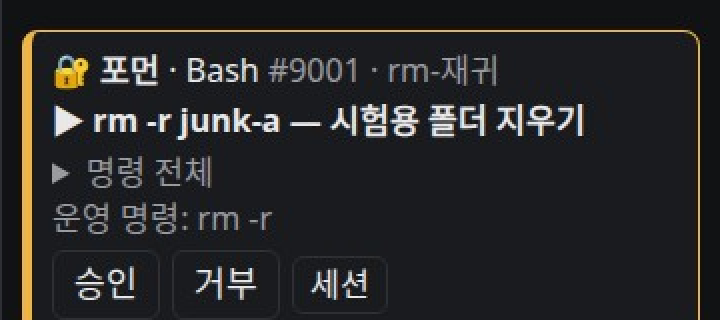 🔐 포먼 · Bash #9001 · rm-재귀
▶ rm -r junk-a — 시험용 폴더 지우기
▶ 명령 전체
운영 명령: rm -r
승인 거부 세션